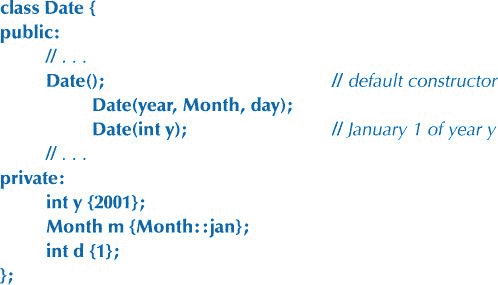 class Date {
public:
// . . .
Date(); // default constructor
Date(year, Month, day);
Date(int y); // January 1 of year y
// . . .
private:
int y {2001};
Month m {Month::jan};
int d {1};
};